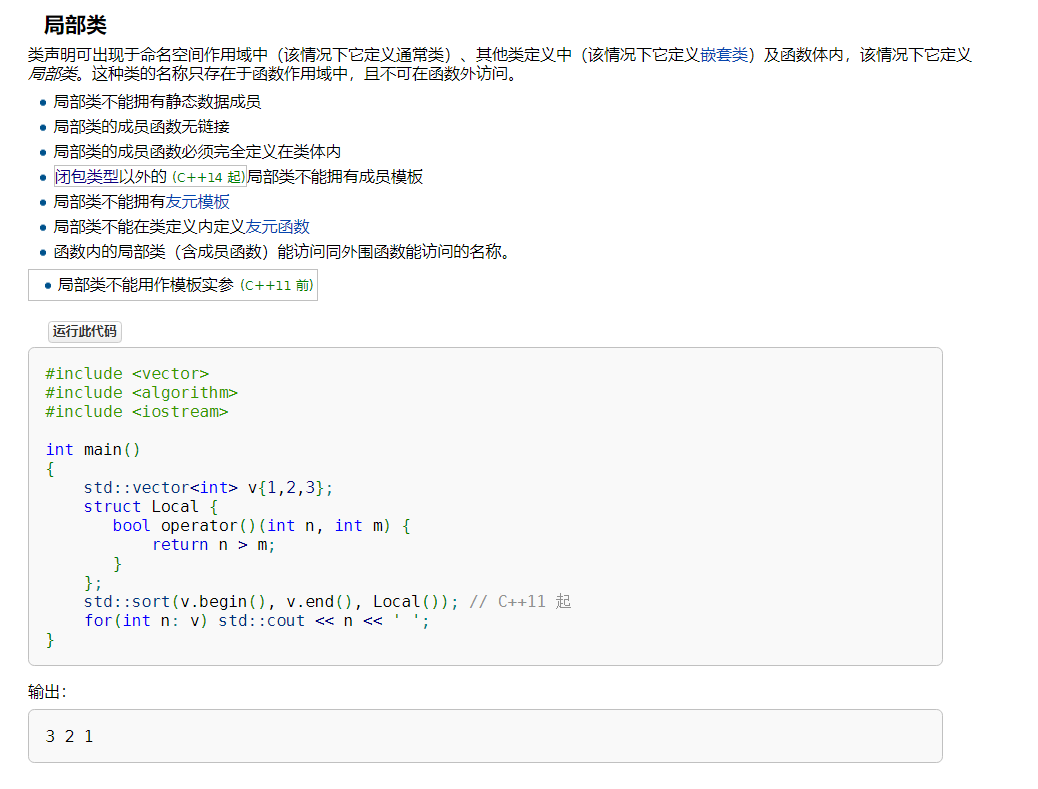 局部类
类声明可出现于命名空间作用域中（该情况下它定义通常类）、其他类定义中（该情况下它定义嵌套类）及函数体内，该情况下它定义
局部类。这种类的名称只存在于函数作用域中，且不可在函数外访问。
局部类不能拥有静态数据成员
局部类的成员函数无链接
局部类的成员函数必须完全定义在类体内
闭包类型以外的 (C++14 起)局部类不能拥有成员模板
局部类不能拥有友元模板
局部类不能在类定义内定义友元函数
函数内的局部类（含成员函数）能访问同外围函数能访问的名称。
局部类不能用作模板实参 (C++11 前)
运行此代码
#include <vector>
#include <algorithm>
#include <iostream>
int main()
{
    std::vector<int> v{1,2,3};
    struct Local {
       bool operator()(int n, int m) {
           return n > m;
       }
    };
    std::sort(v.begin(), v.end(), Local()); // C++11 起
    for(int n: v) std::cout << n << ' ';
}
输出：
3 2 1